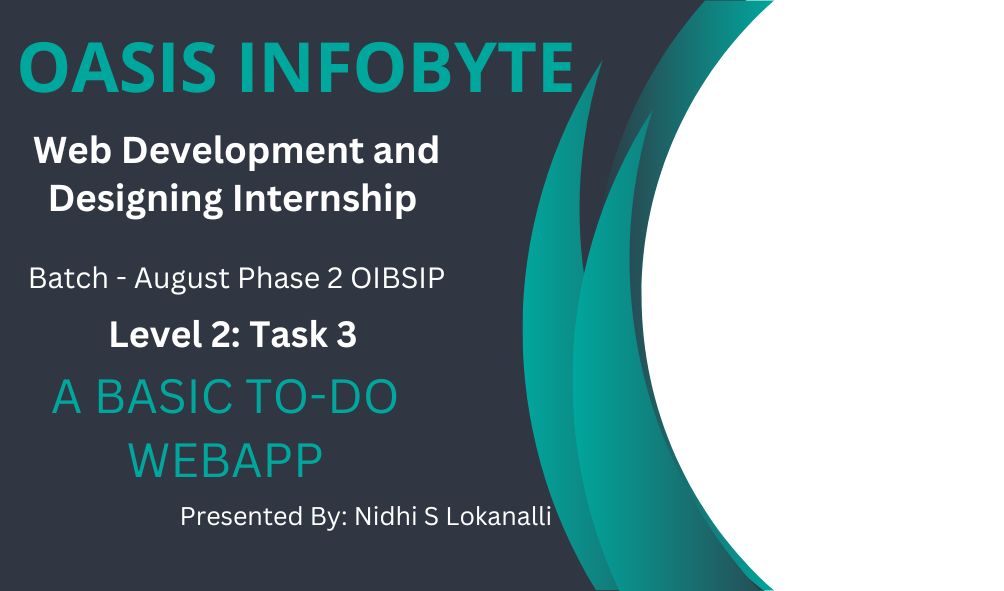 OASIS INFOBYTE
Web Development and
Designing Internship
Batch - August Phase 2 OIBSIP
Level 2: Task 3
A BASIC TO-DO
WEBAPP
Presented By: Nidhi S Lokanalli